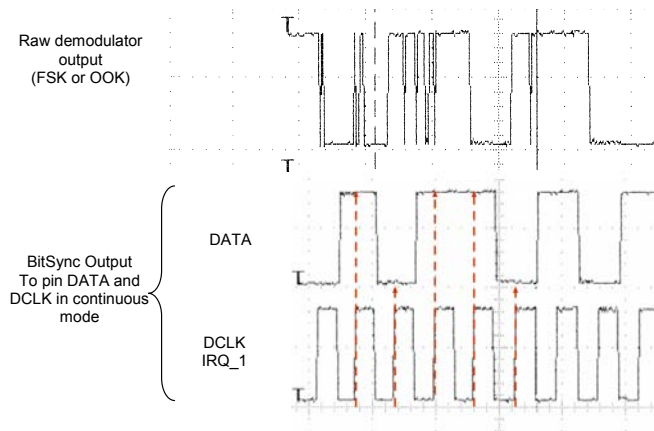 Raw demodulator
output
(FSK or OOK)
BitSync Output
To pin DATA and
DCLK in continuous
mode
DATA
DCLK
IRQ_1